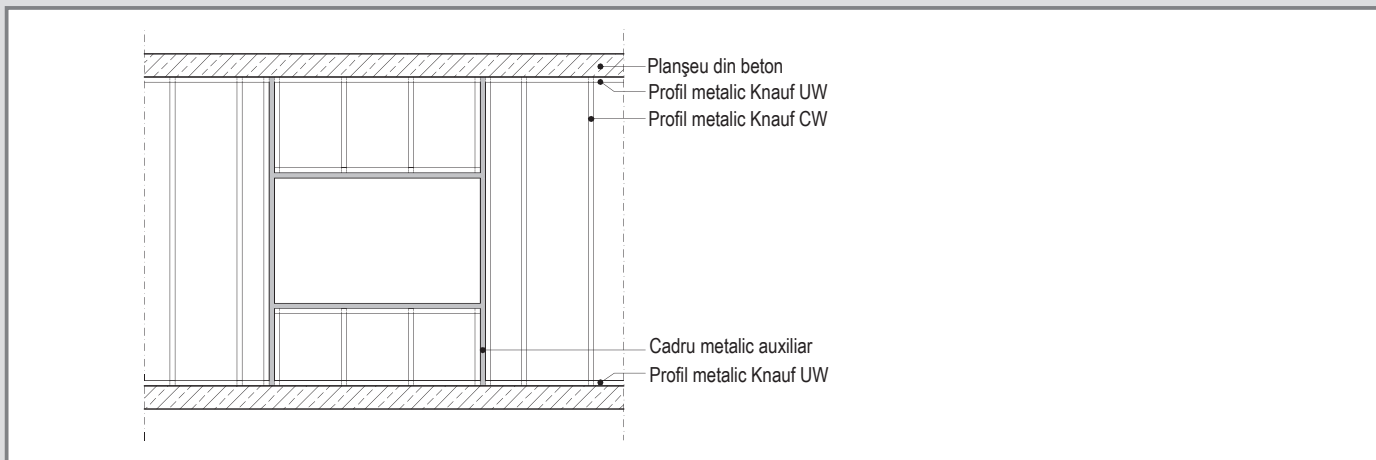 Planşeu din beton
Profil metalic Knauf UW
Profil metalic Knauf CW
Cadru metalic auxiliar
Profil metalic Knauf UW